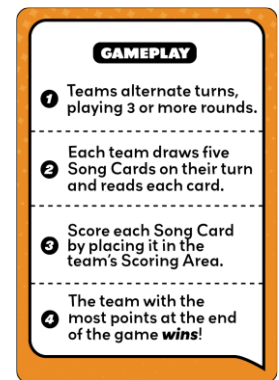 GAMEPLAY
1 Teams alternate turns,
playing 3 or more rounds.
Each team draws five
2 Song Cards on their turn
and reads each card.
Score each Song Card
3 by placing it in the
team's Scoring Area.
The team with the
4 most points at the end
of the game wins!